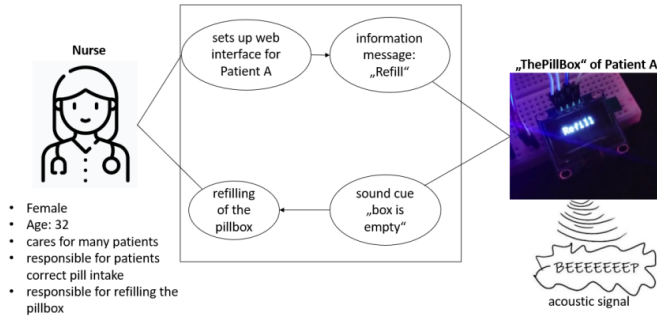 Nurse
sets up web
interface for
Patient A
information
message:
„Refill“
„ThePillBox“ of Patient A
Refill
refilling
of the
pillbox
sound cue
„box is
empty“
• Female
• Age: 32
• cares for many patients
• responsible for patients
correct pill intake
• responsible for refilling the
pillbox
BEEEEEEEP
acoustic signal